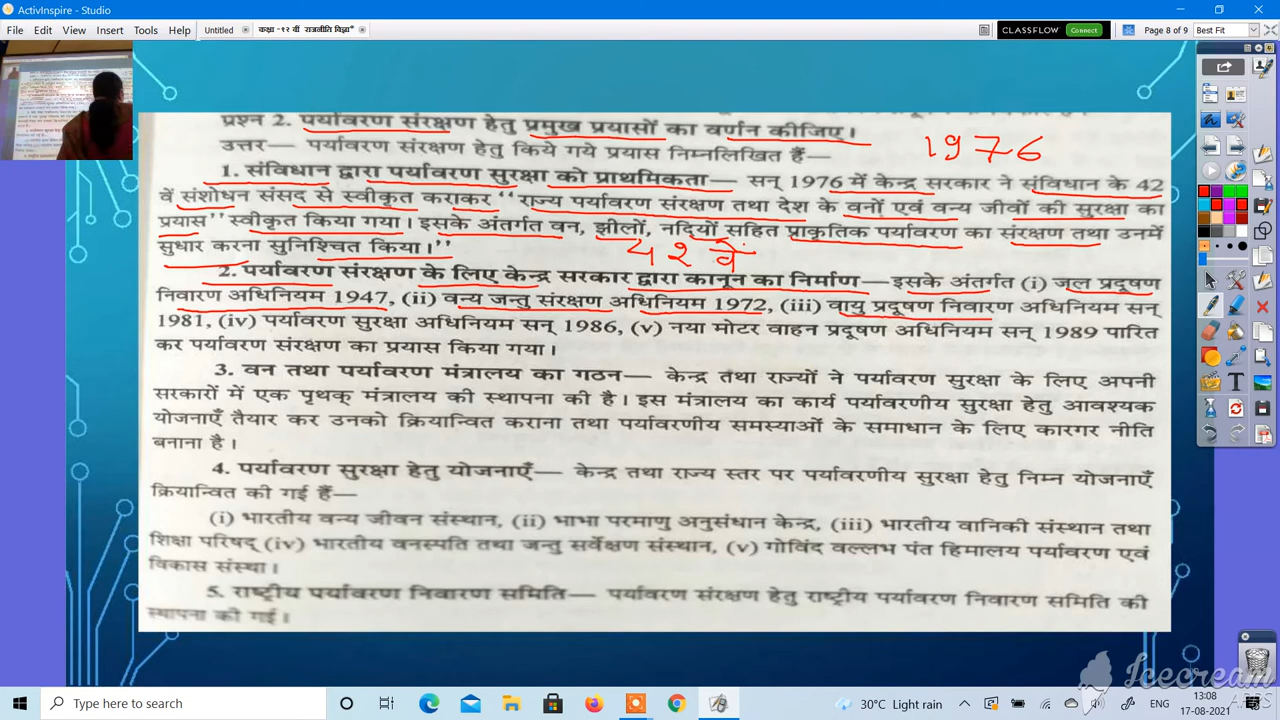 ActivInspire - Studio
File Edit View Insert Tools Help
Untitled
कक्षा -१२ वीं राजनीति विज्ञा*
CLASSFLOW Connect
Page 8 of 9
Best Fit
प्रश्न 2. पर्यावरण संरक्षण हेतु प्रमुख प्रयासों का वर्णन कीजिए।
1976
उत्तर— पर्यावरण संरक्षण हेतु किये गये प्रयास निम्नलिखित हैं—
1. संविधान द्वारा पर्यावरण सुरक्षा को प्राथमिकता— सन् 1976 में केन्द्र सरकार ने संविधान के 42
वें संशोधन संसद से स्वीकृत कराकर "राज्य पर्यावरण संरक्षण तथा देश के वनों एवं वन्य जीवों की सुरक्षा का
प्रयास" स्वीकृत किया गया। इसके अंतर्गत वन, झीलों, नदियों सहित प्राकृतिक पर्यावरण का संरक्षण तथा उनमें
सुधार करना सुनिश्चित किया।"
४२ वें
2. पर्यावरण संरक्षण के लिए केन्द्र सरकार द्वारा कानून का निर्माण— इसके अंतर्गत (i) जल प्रदूषण
निवारण अधिनियम 1947, (ii) वन्य जन्तु संरक्षण अधिनियम 1972, (iii) वायु प्रदूषण निवारण अधिनियम सन्
1981, (iv) पर्यावरण सुरक्षा अधिनियम सन् 1986, (v) नया मोटर वाहन प्रदूषण अधिनियम सन् 1989 पारित
कर पर्यावरण संरक्षण का प्रयास किया गया।
3. वन तथा पर्यावरण मंत्रालय का गठन— केन्द्र तथा राज्यों ने पर्यावरण सुरक्षा के लिए अपनी
सरकारों में एक पृथक् मंत्रालय की स्थापना की है। इस मंत्रालय का कार्य पर्यावरणीय सुरक्षा हेतु आवश्यक
योजनाएँ तैयार कर उनको क्रियान्वित कराना तथा पर्यावरणीय समस्याओं के समाधान के लिए कारगर नीति
बनाना है।
4. पर्यावरण सुरक्षा हेतु योजनाएँ— केन्द्र तथा राज्य स्तर पर पर्यावरणीय सुरक्षा हेतु निम्न योजनाएँ
क्रियान्वित की गई हैं—
(i) भारतीय वन्य जीवन संस्थान, (ii) भाभा परमाणु अनुसंधान केन्द्र, (iii) भारतीय वानिकी संस्थान तथा
शिक्षा परिषद् (iv) भारतीय वनस्पति तथा जन्तु सर्वेक्षण संस्थान, (v) गोविंद वल्लभ पंत हिमालय पर्यावरण एवं
विकास संस्था।
5. राष्ट्रीय पर्यावरण निवारण समिति— पर्यावरण संरक्षण हेतु राष्ट्रीय पर्यावरण निवारण समिति की
स्थापना की गई।
Icecream
APPS
Type here to search
30°C Light rain
ENG
13:08
17-08-2021